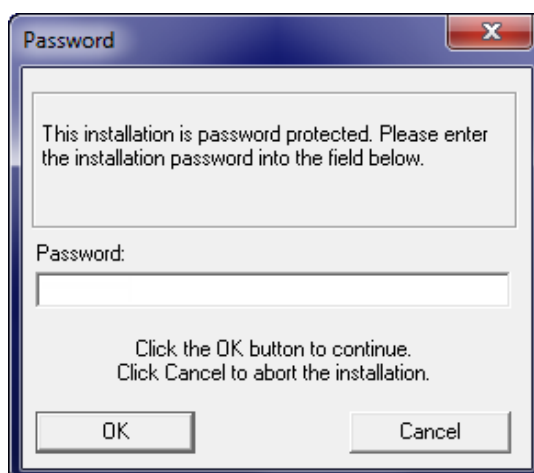 Password
This installation is password protected. Please enter
the installation password into the field below.
Password:
Click the OK button to continue.
Click Cancel to abort the installation.
OK
Cancel